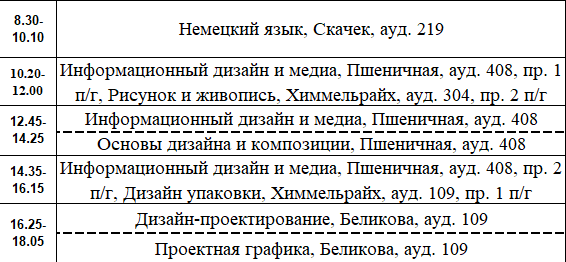 8.30-
10.10
Немецкий язык, Скачек, ауд. 219
10.20-
12.00
Информационный дизайн и медиа, Пшеничная, ауд. 408, пр. 1
п/г, Рисунок и живопись, Химмельрайх, ауд. 304, пр. 2 п/г
12.45-
14.25
Информационный дизайн и медиа, Пшеничная, ауд. 408
Основы дизайна и композиции, Пшеничная, ауд. 408
14.35-
16.15
Информационный дизайн и медиа, Пшеничная, ауд. 408, пр. 2
п/г, Дизайн упаковки, Химмельрайх, ауд. 109, пр. 1 п/г
16.25-
18.05
Дизайн-проектирование, Беликова, ауд. 109
Проектная графика, Беликова, ауд. 109